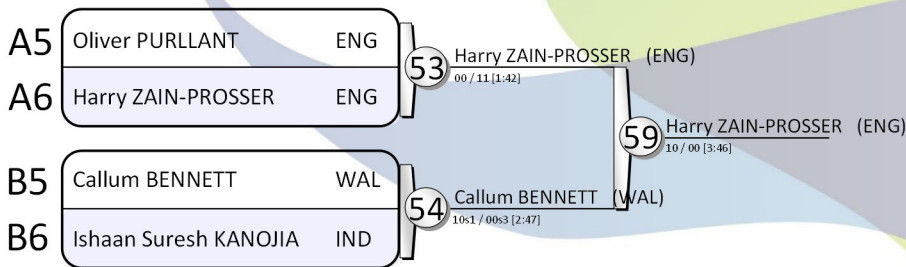 A5 Oliver PURLLANT ENG
A6 Harry ZAIN-PROSSER ENG
53 Harry ZAIN-PROSSER (ENG)
00 / 11 [1:42]
59 Harry ZAIN-PROSSER (ENG)
10 / 00 [3:46]
B5 Callum BENNETT WAL
B6 Ishaan Suresh KANOJIA IND
54 Callum BENNETT (WAL)
10s1 / 00s3 [2:47]